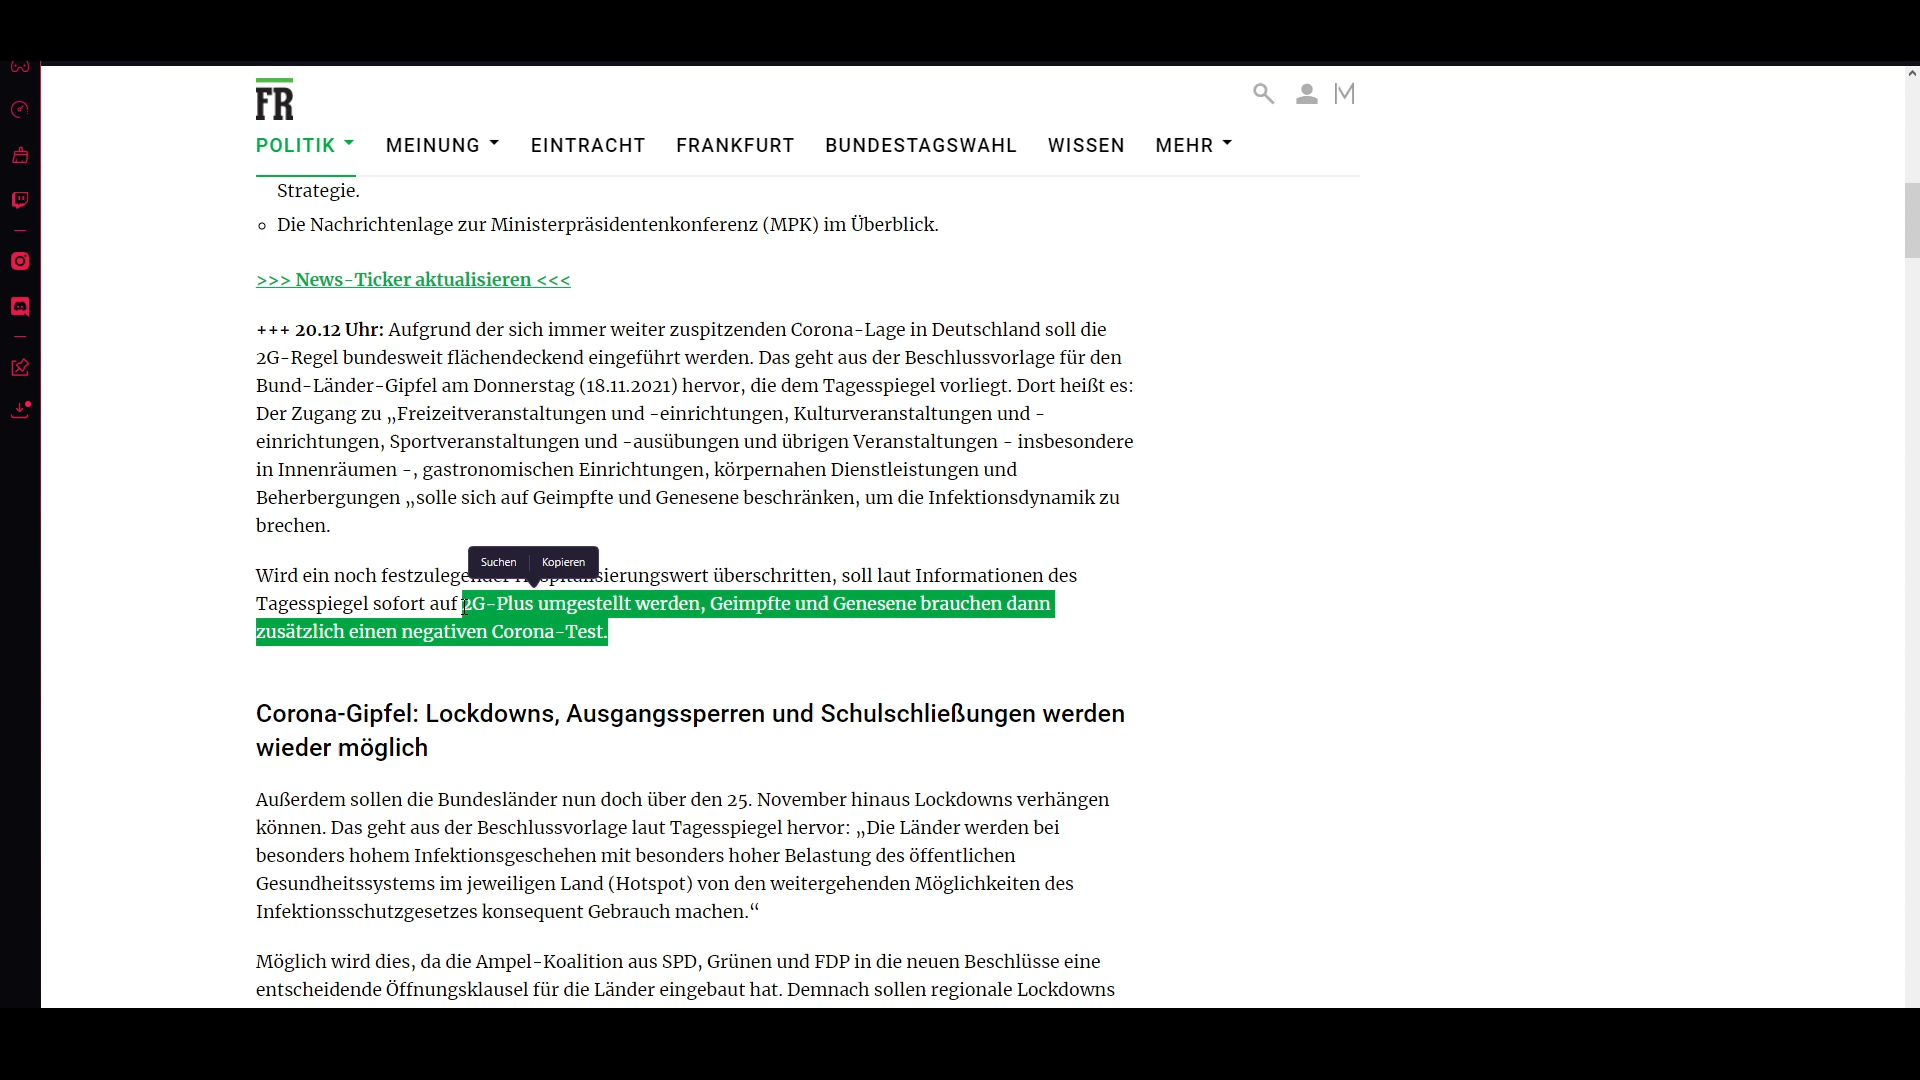 FR
POLITIK MEINUNG EINTRACHT FRANKFURT BUNDESTAGSWAHL WISSEN MEHR
Strategie.
Die Nachrichtenlage zur Ministerpräsidentenkonferenz (MPK) im Überblick.
>>> News-Ticker aktualisieren <<<
+++ 20.12 Uhr: Aufgrund der sich immer weiter zuspitzenden Corona-Lage in Deutschland soll die
2G-Regel bundesweit flächendeckend eingeführt werden. Das geht aus der Beschlussvorlage für den
Bund-Länder-Gipfel am Donnerstag (18.11.2021) hervor, die dem Tagesspiegel vorliegt. Dort heißt es:
Der Zugang zu „Freizeitveranstaltungen und -einrichtungen, Kulturveranstaltungen und -
einrichtungen, Sportveranstaltungen und -ausübungen und übrigen Veranstaltungen - insbesondere
in Innenräumen -, gastronomischen Einrichtungen, körpernahen Dienstleistungen und
Beherbergungen „solle sich auf Geimpfte und Genesene beschränken, um die Infektionsdynamik zu
brechen.
Suchen Kopieren
Wird ein noch überschritten, soll laut Informationen des
Tagesspiegel sofort auf 2G-Plus umgestellt werden, Geimpfte und Genesene brauchen dann
zusätzlich einen negativen Corona-Test.
Corona-Gipfel: Lockdowns, Ausgangssperren und Schulschließungen werden
wieder möglich
Außerdem sollen die Bundesländer nun doch über den 25. November hinaus Lockdowns verhängen
können. Das geht aus der Beschlussvorlage laut Tagesspiegel hervor: „Die Länder werden bei
besonders hohem Infektionsgeschehen mit besonders hoher Belastung des öffentlichen
Gesundheitssystems im jeweiligen Land (Hotspot) von den weitergehenden Möglichkeiten des
Infektionsschutzgesetzes konsequent Gebrauch machen.“
Möglich wird dies, da die Ampel-Koalition aus SPD, Grünen und FDP in die neuen Beschlüsse eine
entscheidende Öffnungsklausel für die Länder eingebaut hat. Demnach sollen regionale Lockdowns